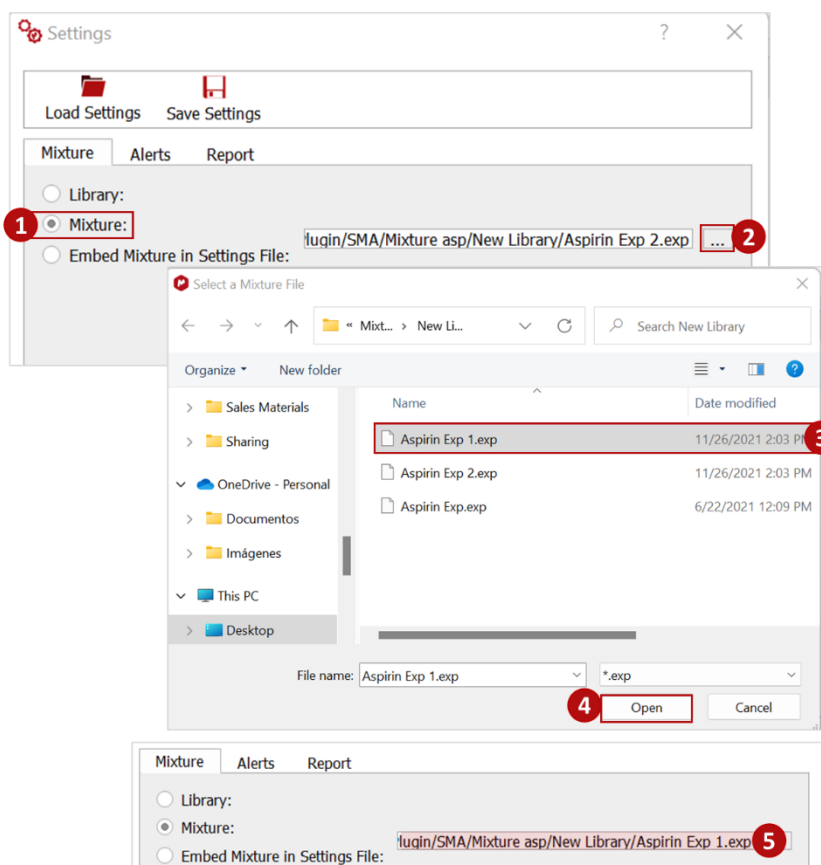 Settings
?
Load Settings Save Settings
Mixture Alerts Report
Library:
1 Mixture:
lugin/SMA/Mixture asp/New Library/Aspirin Exp 2.exp ... 2
Embed Mixture in Settings File:
Select a Mixture File
« Mixt... > New Li... Search New Library
Organize New folder ?
Name Date modified
Sales Materials
Aspirin Exp 1.exp 11/26/2021 2:03 PM 3
Sharing
Aspirin Exp 2.exp 11/26/2021 2:03 PM
OneDrive - Personal
Aspirin Exp.exp 6/22/2021 12:09 PM
Documentos
Imágenes
This PC
Desktop
File name: Aspirin Exp 1.exp *.exp
4 Open Cancel
Mixture Alerts Report
Library:
Mixture:
lugin/SMA/Mixture asp/New Library/Aspirin Exp 1.exp 5
Embed Mixture in Settings File: